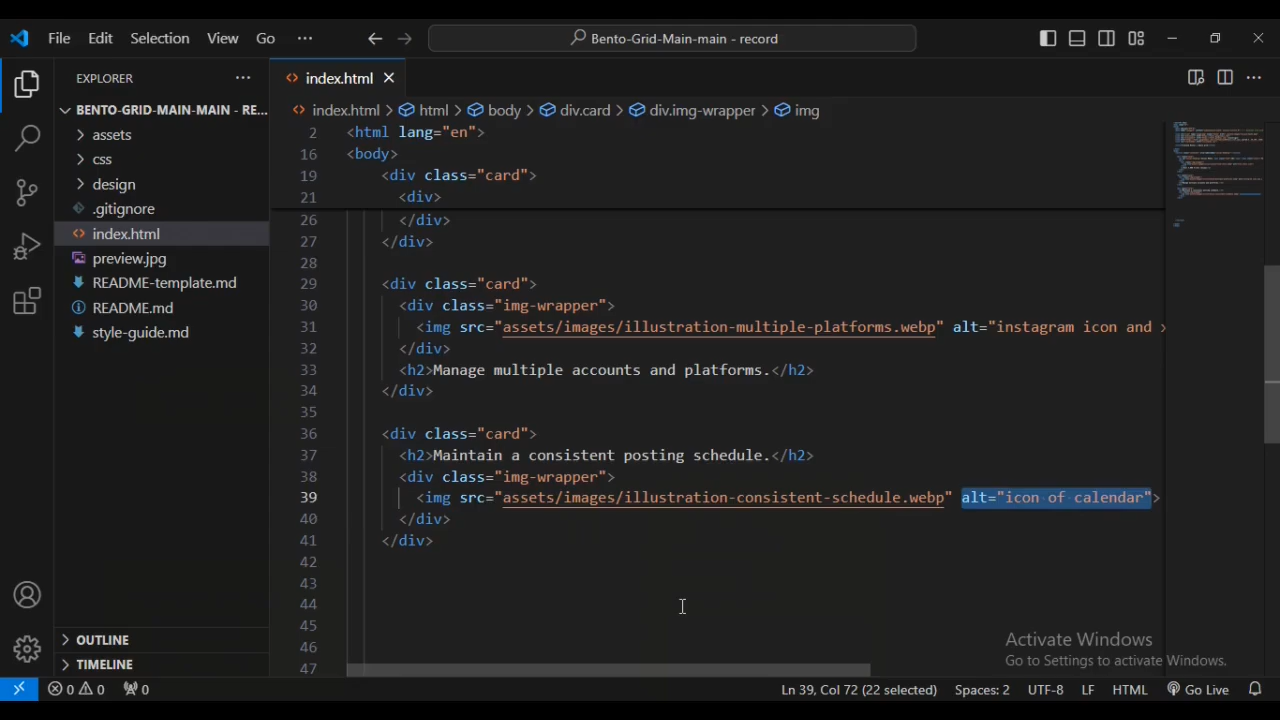 File Edit Selection View Go ··· Bento-Grid-Main-main - record
EXPLORER ···
BENTO-GRID-MAIN-MAIN - RE...
assets
css
design
.gitignore
index.html
preview.jpg
README-template.md
README.md
style-guide.md
OUTLINE
TIMELINE
index.html
index.html > html > body > div.card > div.img-wrapper > img
2 <html lang="en">
16 <body>
19 <div class="card">
21 <div>
26 </div>
27 </div>
28
29 <div class="card">
30 <div class="img-wrapper">
31 <img src="assets/images/illustration-multiple-platforms.webp" alt="instagram icon and
32 </div>
33 <h2>Manage multiple accounts and platforms.</h2>
34 </div>
35
36 <div class="card">
37 <h2>Maintain a consistent posting schedule.</h2>
38 <div class="img-wrapper">
39 <img src="assets/images/illustration-consistent-schedule.webp" alt="icon of calendar">
40 </div>
41 </div>
42
43
44
45
46
47
Activate Windows
Go to Settings to activate Windows.
0 0 0 Ln 39, Col 72 (22 selected) Spaces: 2 UTF-8 LF HTML Go Live